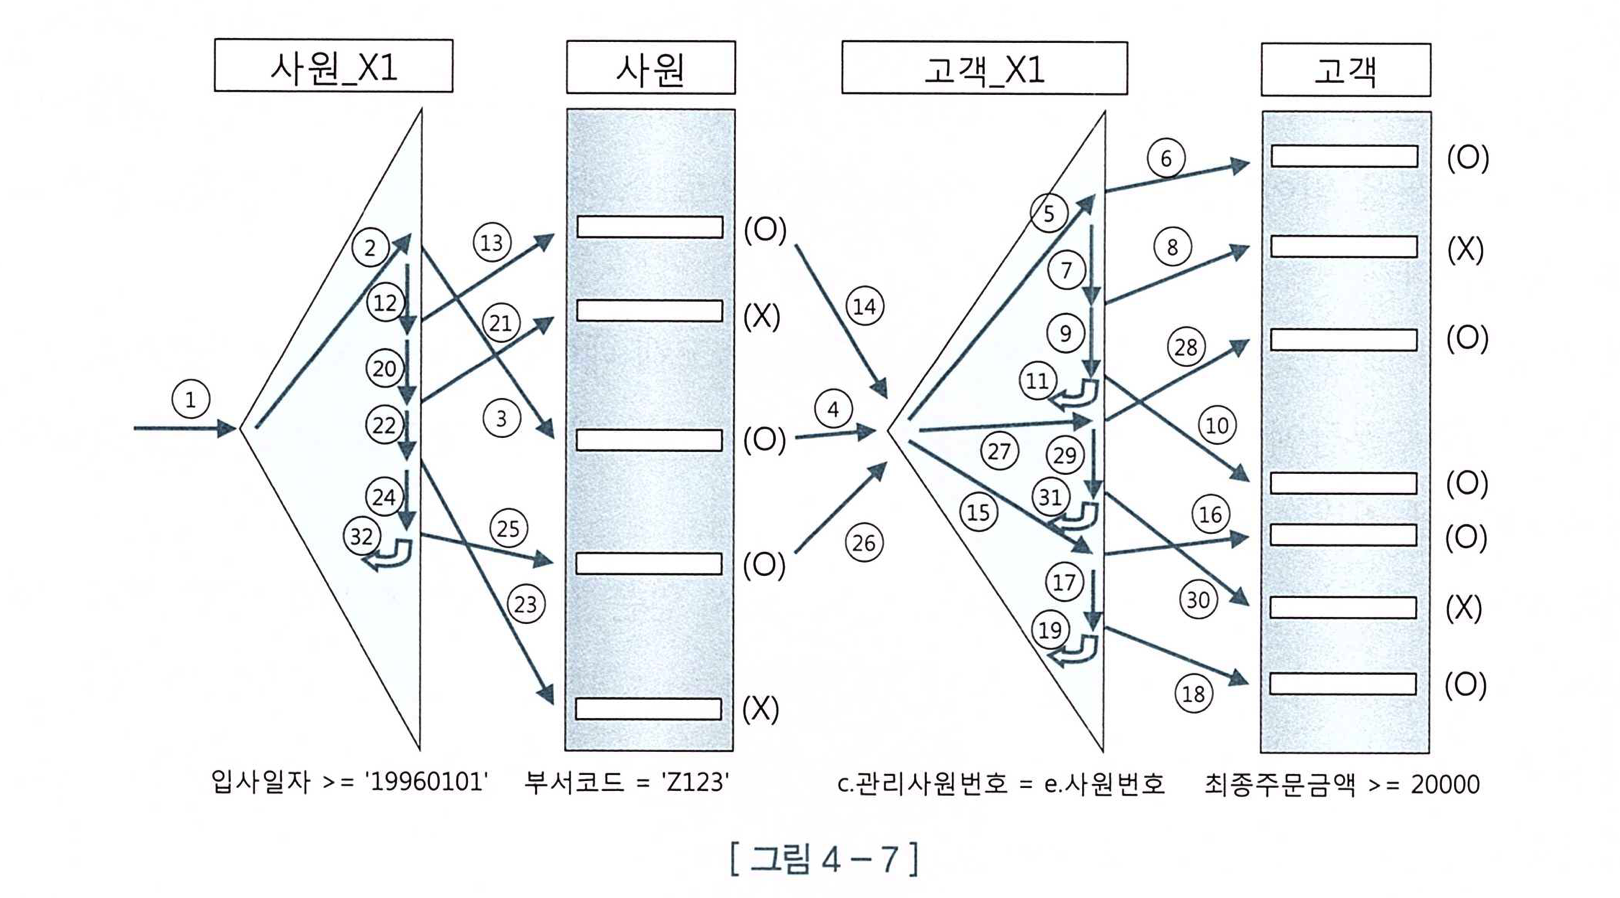 사원_X1 사원 고객_X1 고객
6 (O)
5
2 13 (O) 8 (X)
7
12 14
21 (X) 9 28 (O)
20 11
22 3 (O) 4 10
27 29
24 31 (O)
25 15 16
32 (O) 26 (O)
17
23 30 (X)
19
18 (O)
(X)
1
입사일자 >= '19960101' 부서코드 = 'Z123' c.관리사원번호 = e.사원번호 최종주문금액 >= 20000
[ 그림 4 – 7 ]